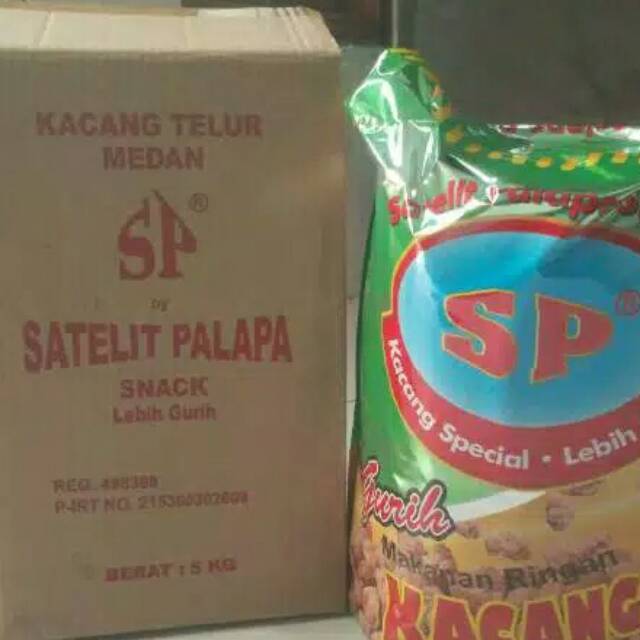 KACANG TELUR
MEDAN
SP®
by
SATELIT PALAPA
SNACK
Lebih Gurih
REG. 498388
P-IRT NO. 215300302009
BERAT : 5 KG
SP®
Kacang Special • Lebih
Gurih
Makanan Ringan
KACANG